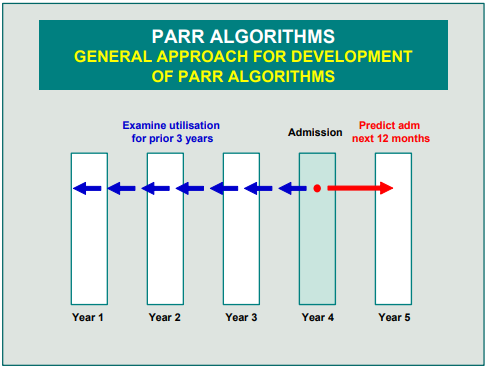 PARR ALGORITHMS
GENERAL APPROACH FOR DEVELOPMENT
OF PARR ALGORITHMS
Examine utilisation
for prior 3 years
Admission
Predict adm
next 12 months
Year 1
Year 2
Year 3
Year 4
Year 5